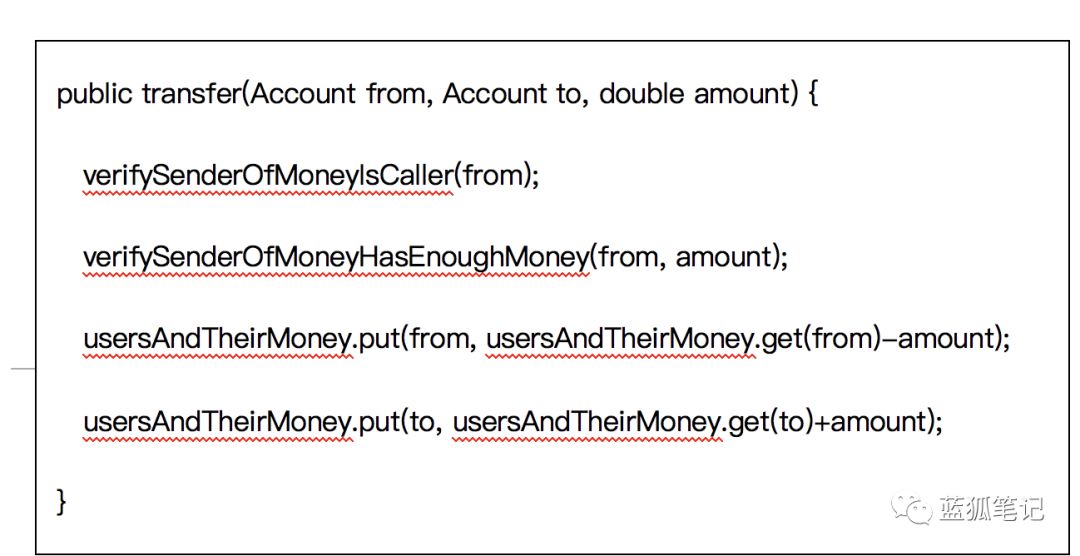 public transfer(Account from, Account to, double amount) {
verifySenderOfMoneyIsCaller(from);
verifySenderOfMoneyHasEnoughMoney(from, amount);
usersAndTheirMoney.put(from, usersAndTheirMoney.get(from)–amount);
usersAndTheirMoney.put(to, usersAndTheirMoney.get(to)+amount);
}
蓝狐笔记